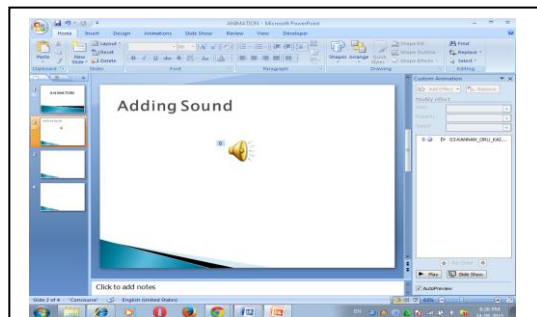 ANIMATION - Microsoft PowerPoint
Home Insert Design Animations Slide Show Review View Developer
Paste
New Slide
Layout
Reset
Delete
Shapes Arrange Quick Styles
Shape Fill
Shape Outline
Shape Effects
Find
Replace
Select
Clipboard Slides Font Paragraph Drawing Editing
Custom Animation
Add Effect Remove
Modify effect
ANIMATION
Adding Sound
0
Play Slide Show
AutoPreview
Click to add notes
Slide 2 of 4 "Concourse" English (United States)
EN